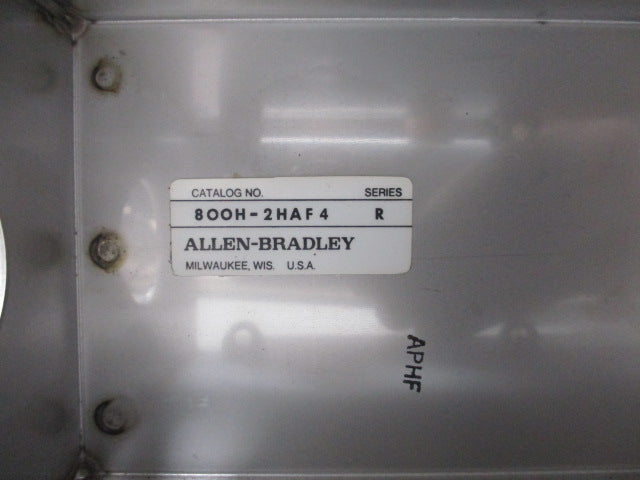 CATALOG NO. SERIES
800H-2HAF4 R
ALLEN-BRADLEY
MILWAUKEE, WIS. U.S.A.
APHF